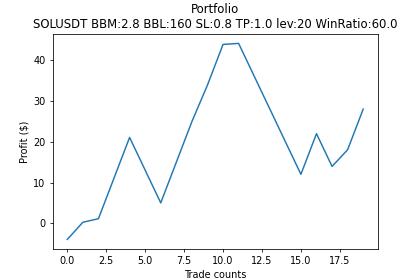 Portfolio
SOLUSDT BBM:2.8 BBL:160 SL:0.8 TP:1.0 lev:20 WinRatio:60.0
Profit ($)
40
30
20
10
0
0.0 2.5 5.0 7.5 10.0 12.5 15.0 17.5
Trade counts